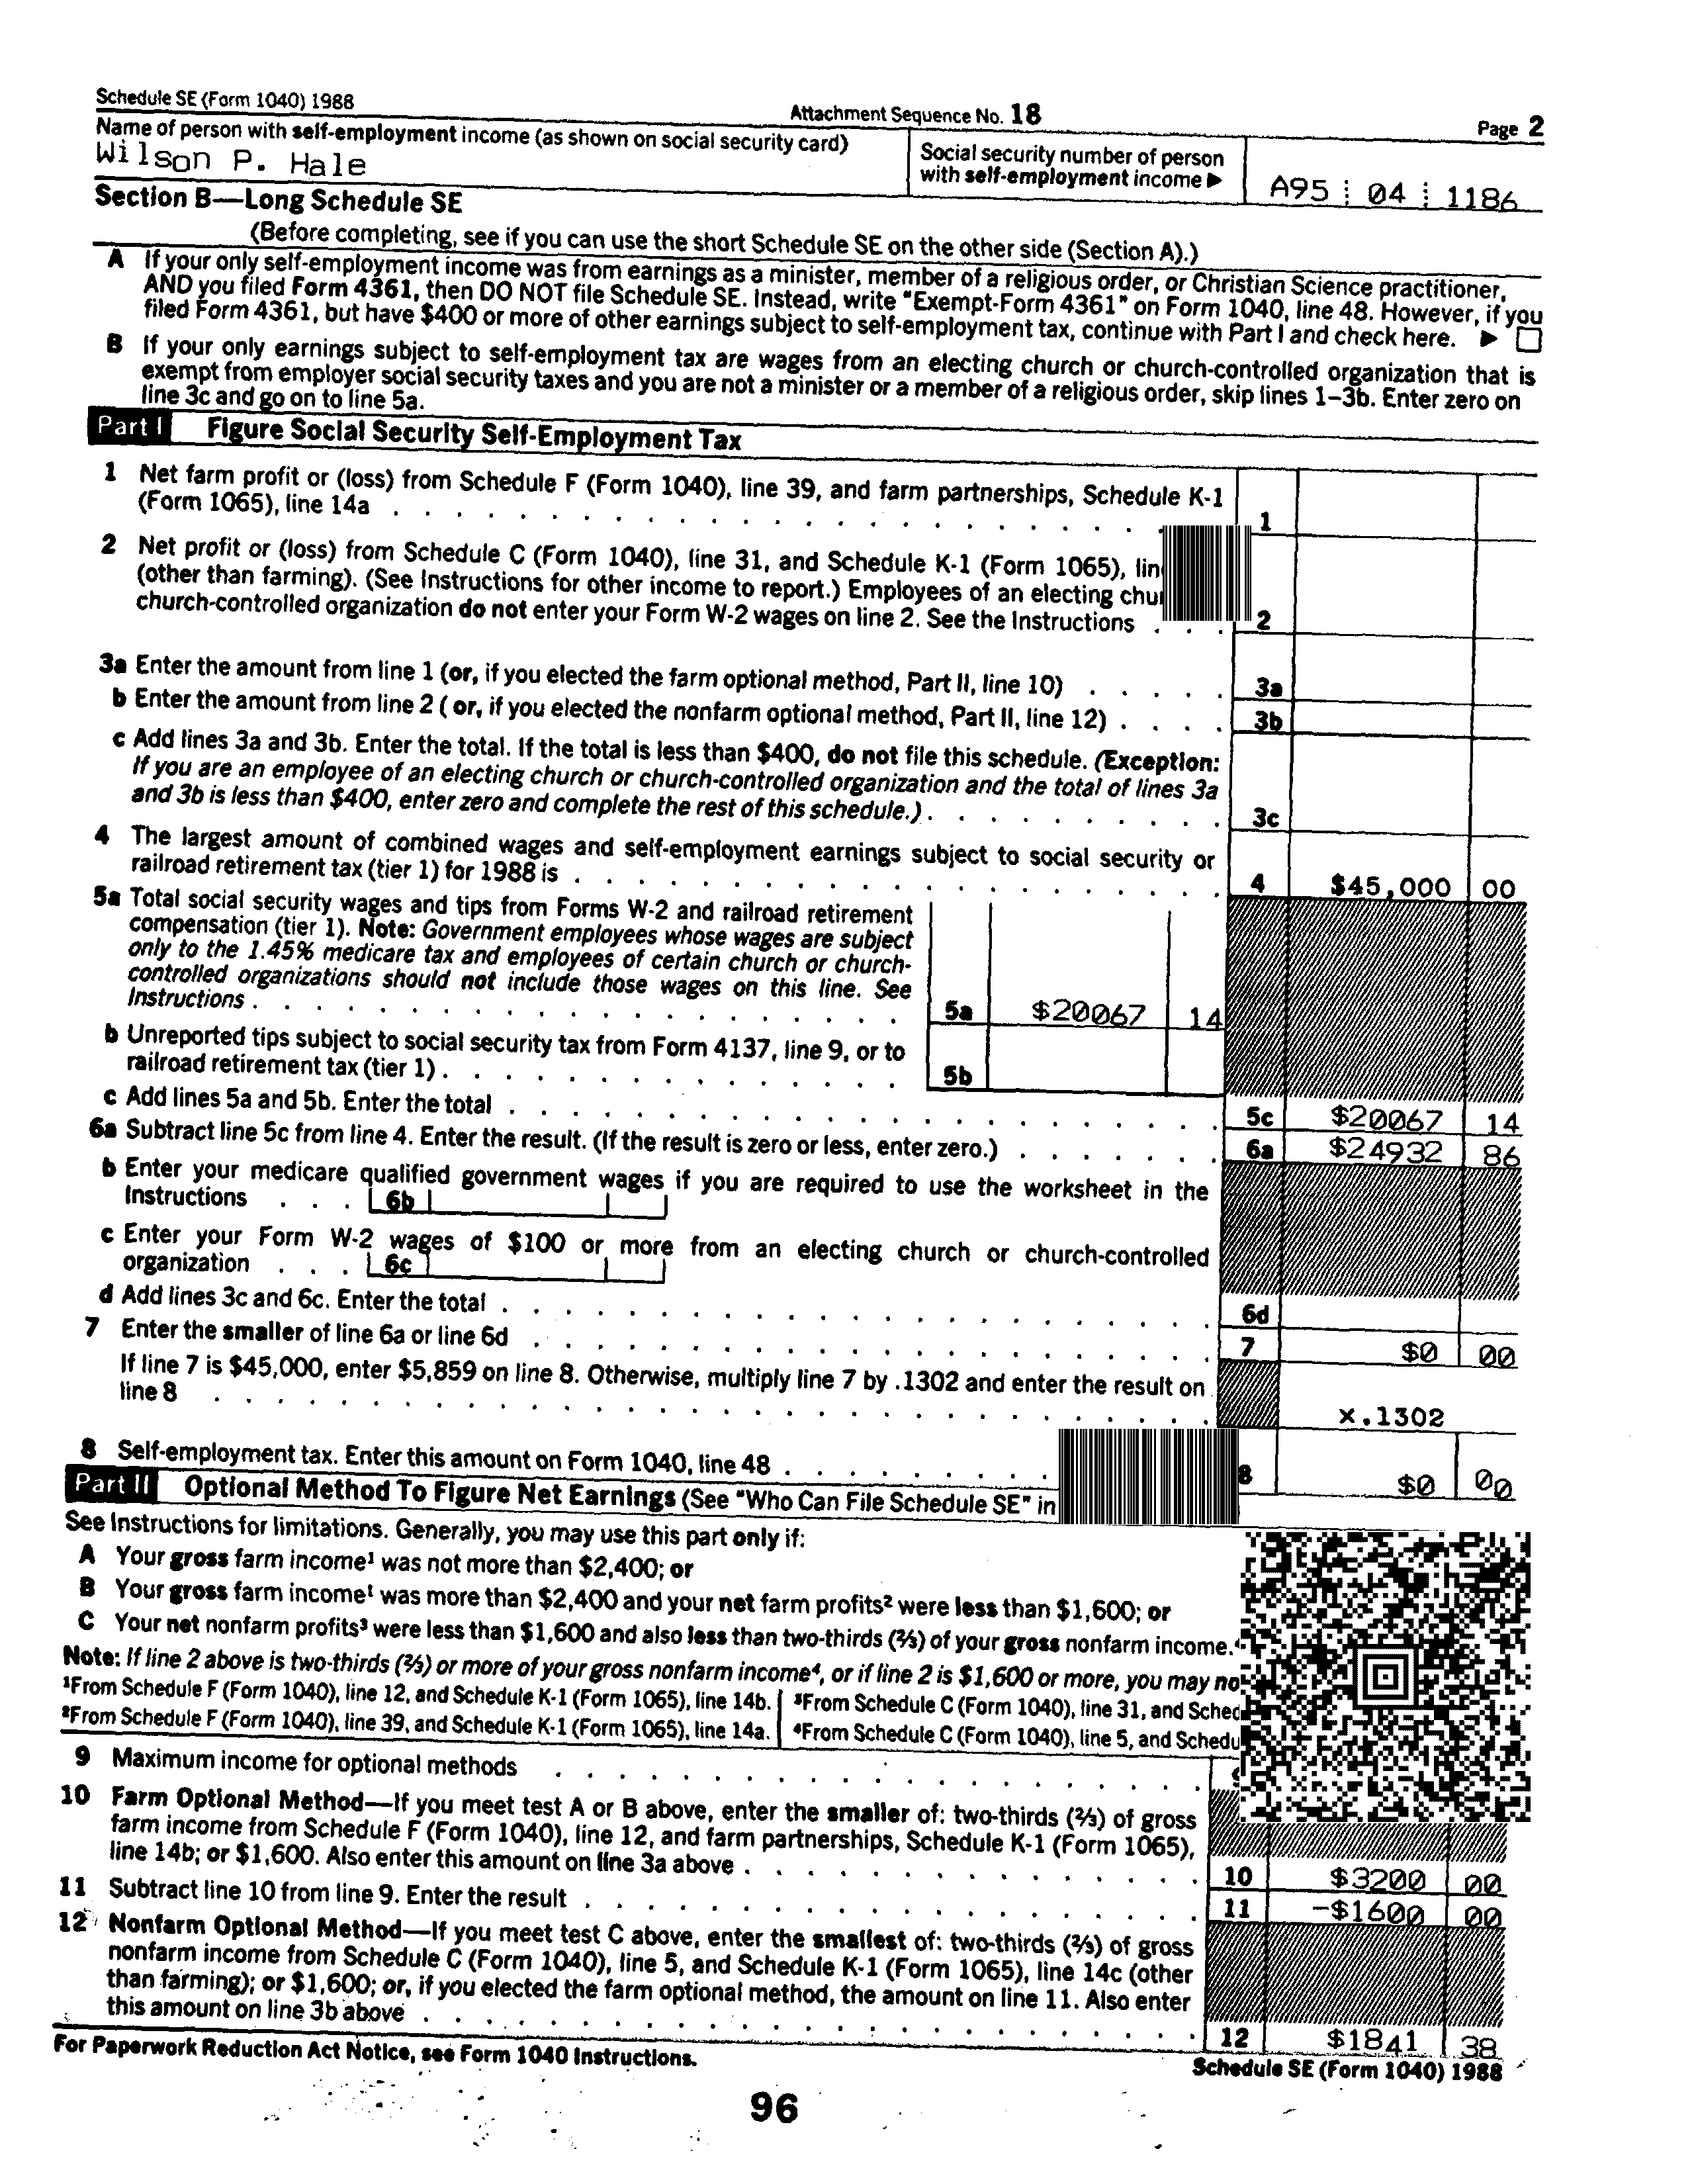 Schedule SE (Form 1040) 1988
Attachment Sequence No. 18
Page 2
Name of person with self-employment income (as shown on social security card)
Wilson P. Hale
Social security number of person
with self-employment income ▶
A95 04 1186
Section B—Long Schedule SE
(Before completing, see if you can use the short Schedule SE on the other side (Section A).)
A If your only self-employment income was from earnings as a minister, member of a religious order, or Christian Science practitioner,
AND you filed Form 4361, then DO NOT file Schedule SE. Instead, write "Exempt-Form 4361" on Form 1040, line 48. However, if you
filed Form 4361, but have $400 or more of other earnings subject to self-employment tax, continue with Part I and check here. ▶ □
B If your only earnings subject to self-employment tax are wages from an electing church or church-controlled organization that is
exempt from employer social security taxes and you are not a minister or a member of a religious order, skip lines 1–3b. Enter zero on
line 3c and go on to line 5a.
Part I Figure Social Security Self-Employment Tax
1 Net farm profit or (loss) from Schedule F (Form 1040), line 39, and farm partnerships, Schedule K-1
(Form 1065), line 14a . . . 1
2 Net profit or (loss) from Schedule C (Form 1040), line 31, and Schedule K-1 (Form 1065),
(other than farming). (See Instructions for other income to report.) Employees of an electing
church-controlled organization do not enter your Form W-2 wages on line 2. See the Instructions . . . 2
3a Enter the amount from line 1 (or, if you elected the farm optional method, Part II, line 10) . . . . . 3a
b Enter the amount from line 2 ( or, if you elected the nonfarm optional method, Part II, line 12) . . . . 3b
c Add lines 3a and 3b. Enter the total. If the total is less than $400, do not file this schedule. (Exception:
If you are an employee of an electing church or church-controlled organization and the total of lines 3a
and 3b is less than $400, enter zero and complete the rest of this schedule.) . . . 3c
4 The largest amount of combined wages and self-employment earnings subject to social security or
railroad retirement tax (tier 1) for 1988 is . . . 4 $45,000 00
5a Total social security wages and tips from Forms W-2 and railroad retirement
compensation (tier 1). Note: Government employees whose wages are subject
only to the 1.45% medicare tax and employees of certain church or church-
controlled organizations should not include those wages on this line. See
Instructions . . . 5a $20067 14
b Unreported tips subject to social security tax from Form 4137, line 9, or to
railroad retirement tax (tier 1) . . . 5b
c Add lines 5a and 5b. Enter the total . . . 5c $20067 14
6a Subtract line 5c from line 4. Enter the result. (If the result is zero or less, enter zero.) . . . 6a $24932 86
b Enter your medicare qualified government wages if you are required to use the worksheet in the
Instructions . . . 6b
c Enter your Form W-2 wages of $100 or more from an electing church or church-controlled
organization . . . 6c
d Add lines 3c and 6c. Enter the total . . . 6d
7 Enter the smaller of line 6a or line 6d . . . 7 $0 00
If line 7 is $45,000, enter $5,859 on line 8. Otherwise, multiply line 7 by .1302 and enter the result on
line 8 . . . x.1302
8 Self-employment tax. Enter this amount on Form 1040, line 48 . . . 8 $0 00
Part II Optional Method To Figure Net Earnings (See "Who Can File Schedule SE" in
See Instructions for limitations. Generally, you may use this part only if:
A Your gross farm income¹ was not more than $2,400; or
B Your gross farm income¹ was more than $2,400 and your net farm profits² were less than $1,600; or
C Your net nonfarm profits³ were less than $1,600 and also less than two-thirds (⅔) of your gross nonfarm income.⁴
Note: If line 2 above is two-thirds (⅔) or more of your gross nonfarm income⁴, or if line 2 is $1,600 or more, you may
¹From Schedule F (Form 1040), line 12, and Schedule K-1 (Form 1065), line 14b.
³From Schedule C (Form 1040), line 31, and
²From Schedule F (Form 1040), line 39, and Schedule K-1 (Form 1065), line 14a.
⁴From Schedule C (Form 1040), line 5, and
9 Maximum income for optional methods . . .
10 Farm Optional Method—If you meet test A or B above, enter the smaller of: two-thirds (⅔) of gross
farm income from Schedule F (Form 1040), line 12, and farm partnerships, Schedule K-1 (Form 1065),
line 14b; or $1,600. Also enter this amount on line 3a above . . . 10 $3200 00
11 Subtract line 10 from line 9. Enter the result . . . 11 -$1600 00
12 Nonfarm Optional Method—If you meet test C above, enter the smallest of: two-thirds (⅔) of gross
nonfarm income from Schedule C (Form 1040), line 5, and Schedule K-1 (Form 1065), line 14c (other
than farming); or $1,600; or, if you elected the farm optional method, the amount on line 11. Also enter
this amount on line 3b above . . . 12 $1841 38
For Paperwork Reduction Act Notice, see Form 1040 Instructions.
Schedule SE (Form 1040) 1988
96